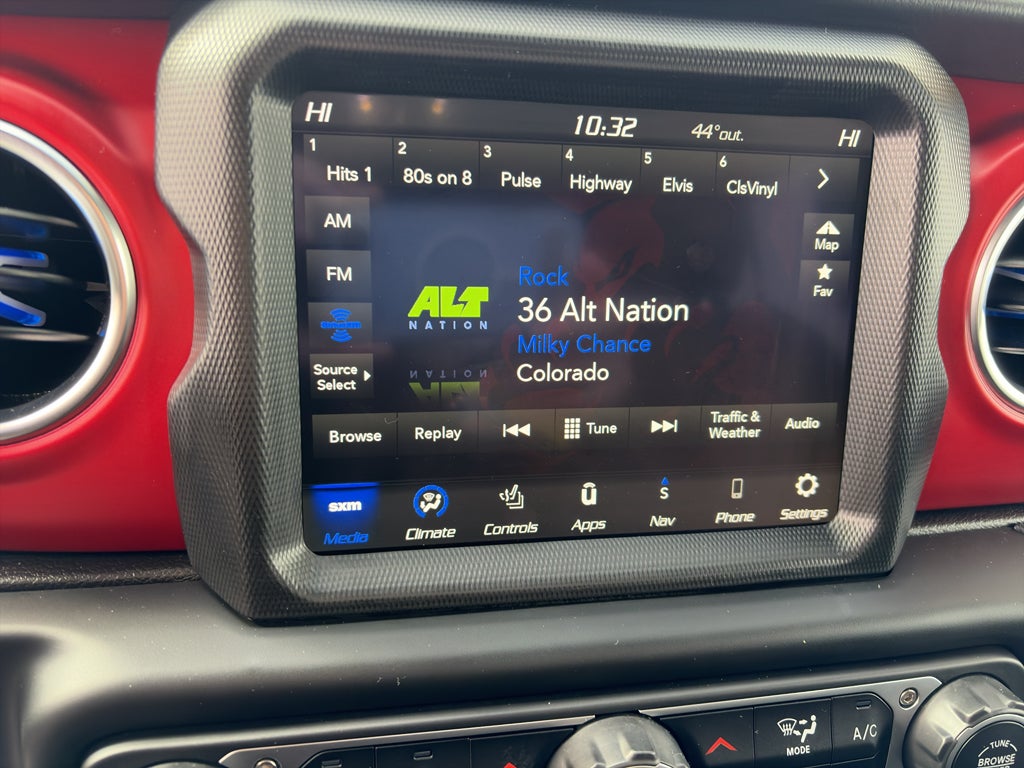 HI 10:32 44°out. HI
1 Hits 1 2 80s on 8 3 Pulse 4 Highway 5 Elvis 6 ClsVinyl
AM
Map
FM
Fav
Rock
ALT
NATION
36 Alt Nation
Milky Chance
Colorado
SiriusXM
Source
Select
Browse Replay Tune Traffic &
Weather Audio
sxm
Media Climate Controls Apps S
Nav Phone Settings
MODE A/C
TUNE
BROWSE